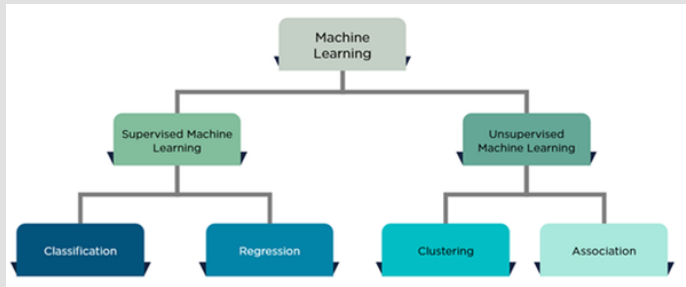 Machine
Learning
Supervised Machine
Learning
Unsupervised
Machine Learning
Classification
Regression
Clustering
Association